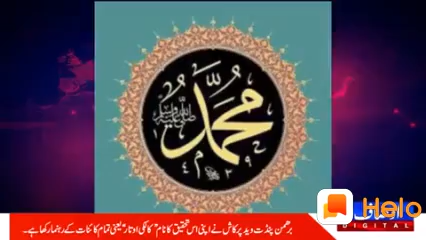 محمد
صلى الله عليه وسلم
Helo
DIGITAL
برہمن پنڈت وید پرکاش نے اپنی اس تحقیق کا نام ”کالکی اوتار“ یعنی تمام کائنات کے رہنما رکھا ہے۔